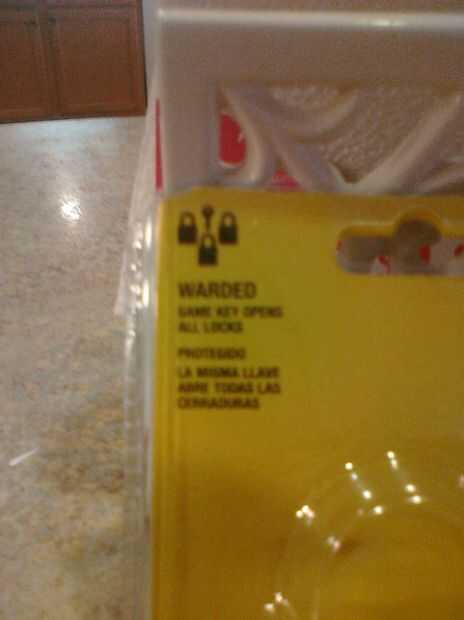 WARDED
SAME KEY OPENS
ALL LOCKS
PROTEGIDO
LA MISMA LLAVE
ABRE TODAS LAS
CERRADURAS